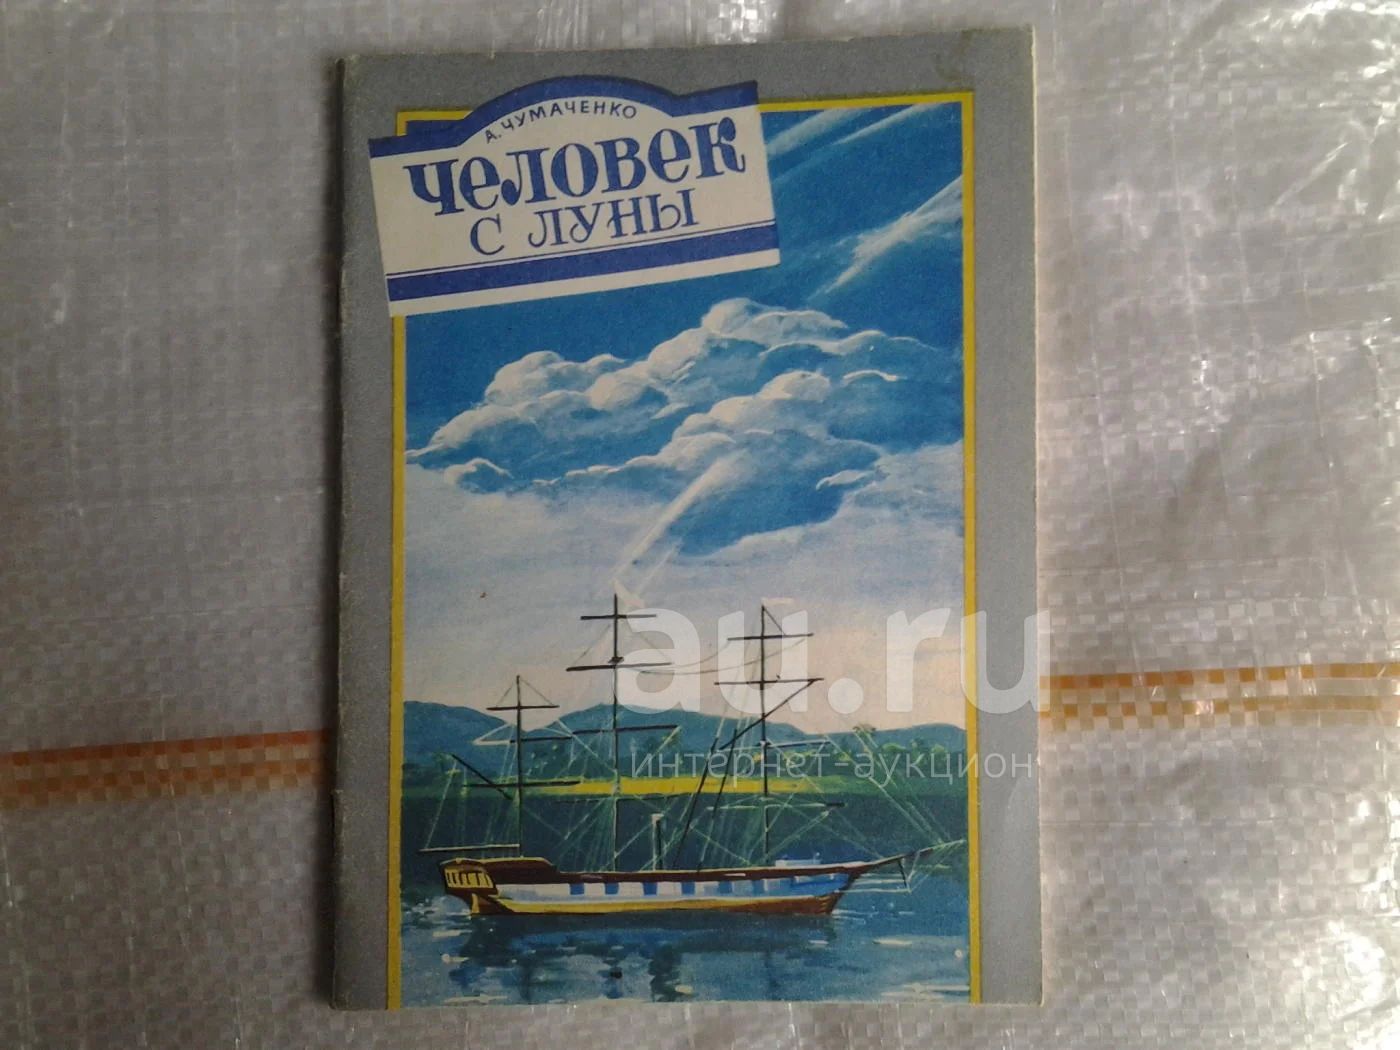 А. ЧУМАЧЕНКО
ЧЕЛОВЕК
С ЛУНЫ
au.ru
интернет-аукцион